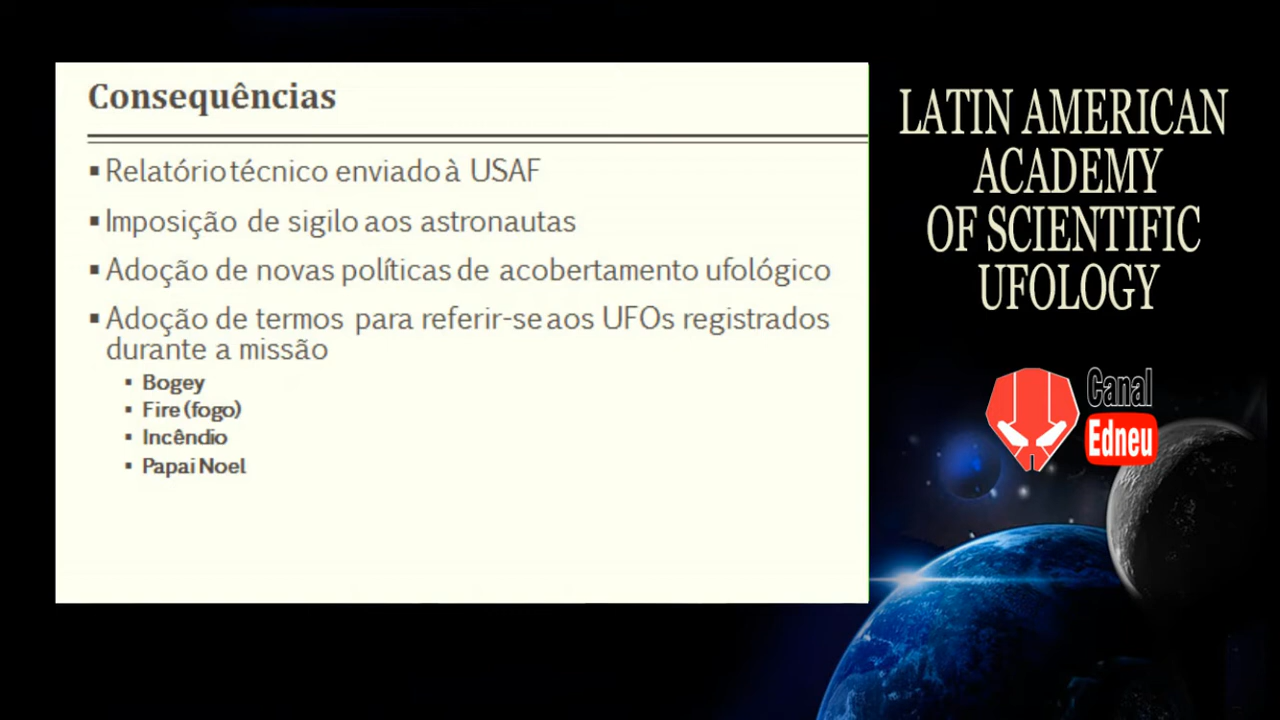 Consequências
▪ Relatório técnico enviado à USAF
▪ Imposição de sigilo aos astronautas
▪ Adoção de novas políticas de acobertamento ufológico
▪ Adoção de termos para referir-se aos UFOs registrados
durante a missão
▪ Bogey
▪ Fire (fogo)
▪ Incêndio
▪ Papai Noel
LATIN AMERICAN
ACADEMY
OF SCIENTIFIC
UFOLOGY
Canal
Edneu